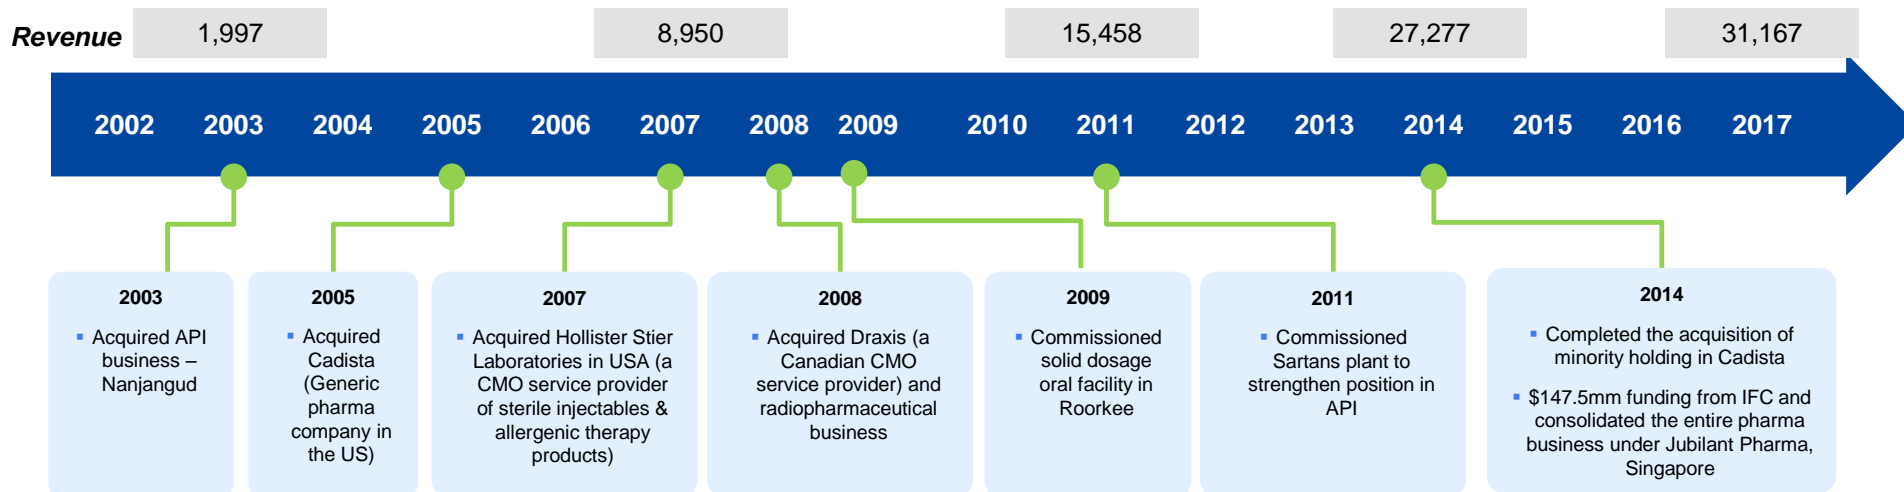 Revenue 1,997 8,950 15,458 27,277 31,167
2002 2003 2004 2005 2006 2007 2008 2009 2010 2011 2012 2013 2014 2015 2016 2017
2003
▪ Acquired API
business –
Nanjangud
2005
▪ Acquired
Cadista
(Generic
pharma
company in
the US)
2007
▪ Acquired Hollister Stier
Laboratories in USA (a
CMO service provider
of sterile injectables &
allergenic therapy
products)
2008
▪ Acquired Draxis (a
Canadian CMO
service provider) and
radiopharmaceutical
business
2009
▪ Commissioned
solid dosage
oral facility in
Roorkee
2011
▪ Commissioned
Sartans plant to
strengthen position in
API
2014
▪ Completed the acquisition of
minority holding in Cadista
▪ $147.5mm funding from IFC and
consolidated the entire pharma
business under Jubilant Pharma,
Singapore